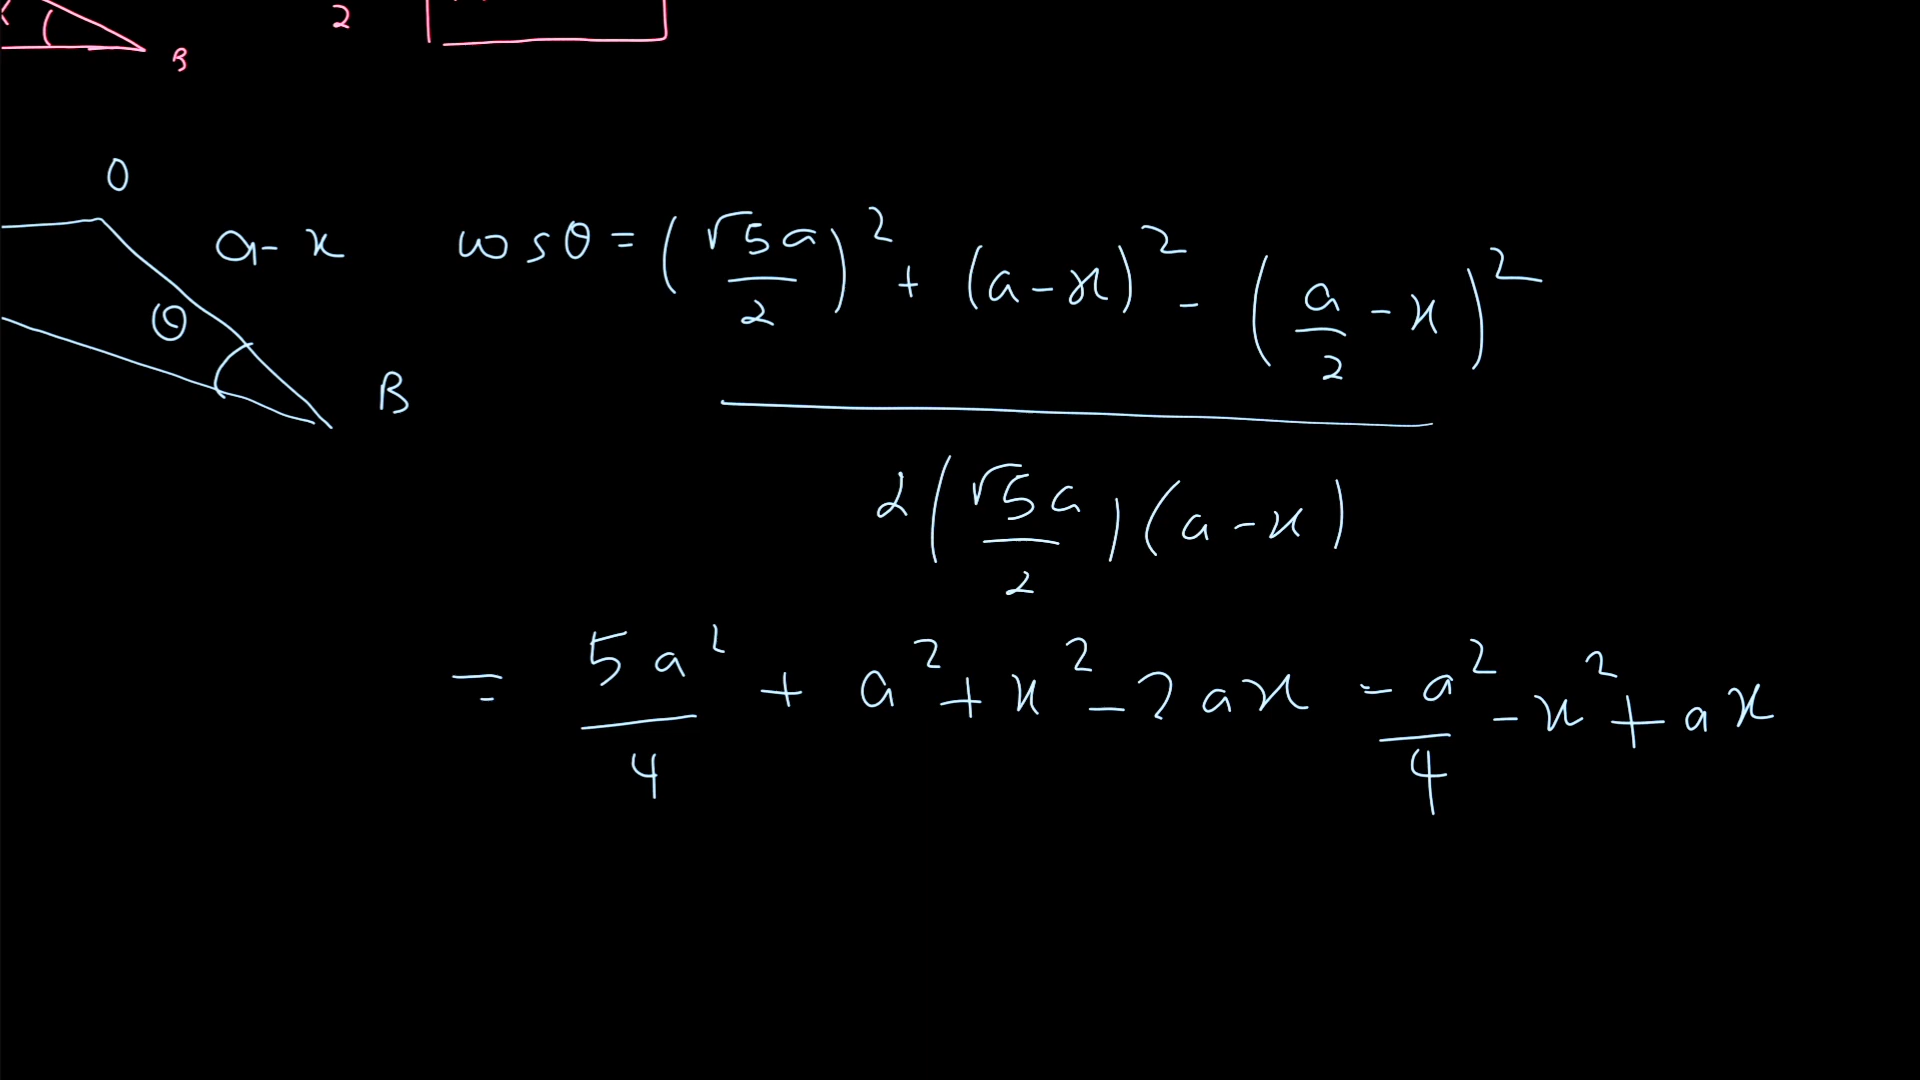 2
B
O
a-x
θ
B
cosθ = (√5a/2)² + (a-x)² - (a/2 - x)²
2(√5a/2)(a-x)
= 5a²/4 + a² + x² - 2ax - a²/4 - x² + ax